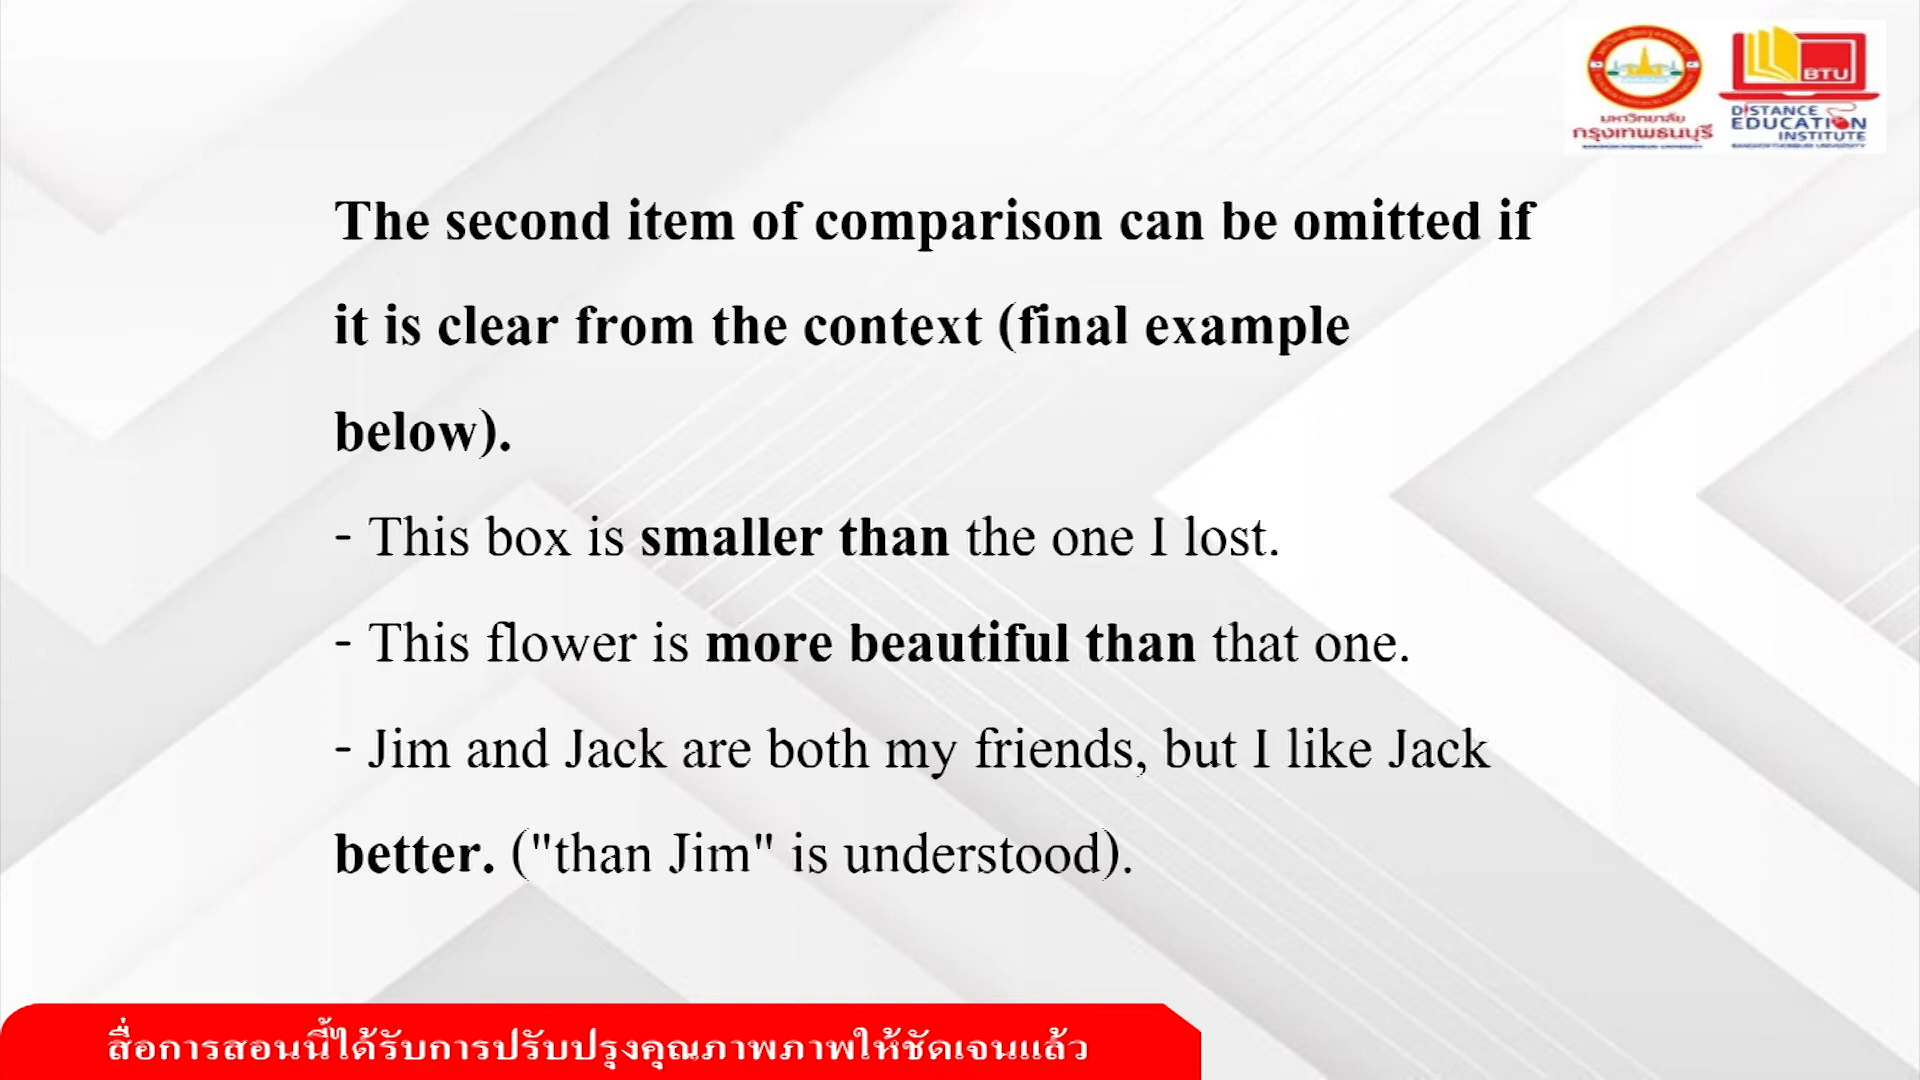 มหาวิทยาลัย
กรุงเทพธนบุรี
BTU
DISTANCE
EDUCATION
INSTITUTE
BANGKOKTHONBURI UNIVERSITY
The second item of comparison can be omitted if
it is clear from the context (final example
below).
- This box is smaller than the one I lost.
- This flower is more beautiful than that one.
- Jim and Jack are both my friends, but I like Jack
better. ("than Jim" is understood).
สื่อการสอนนี้ได้รับการปรับปรุงคุณภาพภาพให้ชัดเจนแล้ว